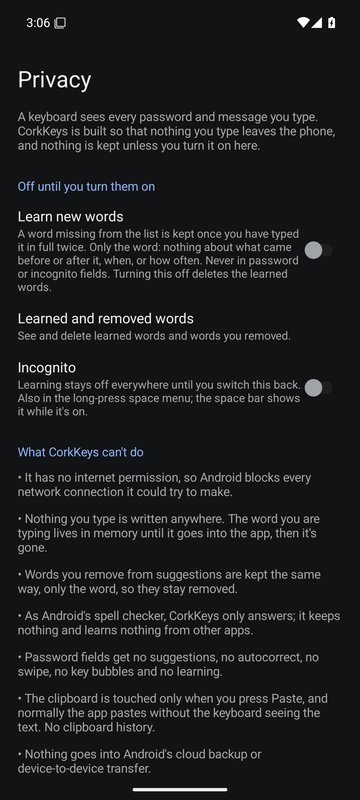 3:06
Privacy
A keyboard sees every password and message you type.
CorkKeys is built so that nothing you type leaves the phone,
and nothing is kept unless you turn it on here.
Off until you turn them on
Learn new words
A word missing from the list is kept once you have typed
it in full twice. Only the word: nothing about what came
before or after it, when, or how often. Never in password
or incognito fields. Turning this off deletes the learned
words.
Learned and removed words
See and delete learned words and words you removed.
Incognito
Learning stays off everywhere until you switch this back.
Also in the long-press space menu; the space bar shows
it while it's on.
What CorkKeys can't do
• It has no internet permission, so Android blocks every
network connection it could try to make.
• Nothing you type is written anywhere. The word you are
typing lives in memory until it goes into the app, then it's
gone.
• Words you remove from suggestions are kept the same
way, only the word, so they stay removed.
• As Android's spell checker, CorkKeys only answers; it keeps
nothing and learns nothing from other apps.
• Password fields get no suggestions, no autocorrect, no
swipe, no key bubbles and no learning.
• The clipboard is touched only when you press Paste, and
normally the app pastes without the keyboard seeing the
text. No clipboard history.
• Nothing goes into Android's cloud backup or
device-to-device transfer.